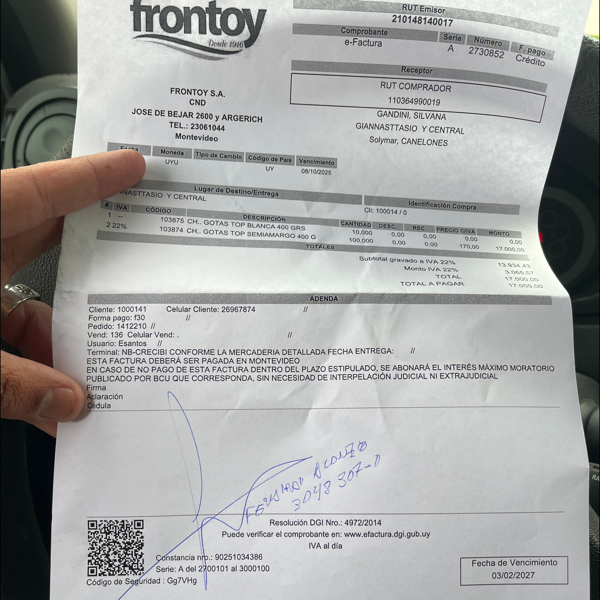 frontoy
Desde 1916
RUT Emisor
210148140017
Comprobante Serie Número F. pago
e-Factura A 2730852 Crédito
Receptor
RUT COMPRADOR
110364990019
GANDINI, SILVANA
GIANNASTTASIO Y CENTRAL
Solymar, CANELONES
FRONTOY S.A.
CND
JOSE DE BEJAR 2600 y ARGERICH
TEL.: 23061044
Montevideo
Moneda Tipo de Cambio Código de País Vencimiento
UYU UY 08/10/2025
Lugar de Destino/Entrega
NASTTASIO Y CENTRAL
Identificación Compra
Cli: 100014 / 0
# IVA CÓDIGO DESCRIPCIÓN CANTIDAD DESC. REC. PRECIO C/IVA MONTO
1 -- 103875 CH.. GOTAS TOP BLANCA 400 GRS 10,000 0,00 0,00 0,00 0,00
2 22% 103874 CH.. GOTAS TOP SEMIAMARGO 400 G 100,000 0,00 0,00 170,00 17.000,00
TOTALES 17.000,00
Subtotal gravado a IVA 22% 13.934,43
Monto IVA 22% 3.065,57
TOTAL 17.000,00
TOTAL A PAGAR 17.000,00
ADENDA
Cliente: 1000141 Celular Cliente: 26967874 //
Forma pago: f30 //
Pedido: 1412210 //
Vend: 136 Celular Vend: . //
Usuario: Esantos //
Terminal: NB-CRECIBI CONFORME LA MERCADERIA DETALLADA FECHA ENTREGA: //
ESTA FACTURA DEBERÁ SER PAGADA EN MONTEVIDEO
EN CASO DE NO PAGO DE ESTA FACTURA DENTRO DEL PLAZO ESTIPULADO, SE ABONARÁ EL INTERÉS MÁXIMO MORATORIO
PUBLICADO POR BCU QUE CORRESPONDA, SIN NECESIDAD DE INTERPELACIÓN JUDICIAL NI EXTRAJUDICIAL
Firma
Aclaración
Cédula
3048 307-0
Resolución DGI Nro.: 4972/2014
Puede verificar el comprobante en: www.efactura.dgi.gub.uy
IVA al día
Constancia nro.: 90251034386
Serie: A del 2700101 al 3000100
Código de Seguridad : Gg7VHg
Fecha de Vencimiento
03/02/2027